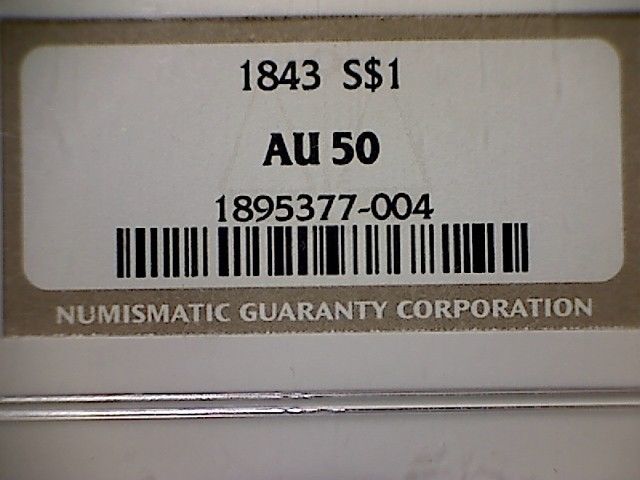 1843 S$1
AU 50
1895377-004
NUMISMATIC GUARANTY CORPORATION